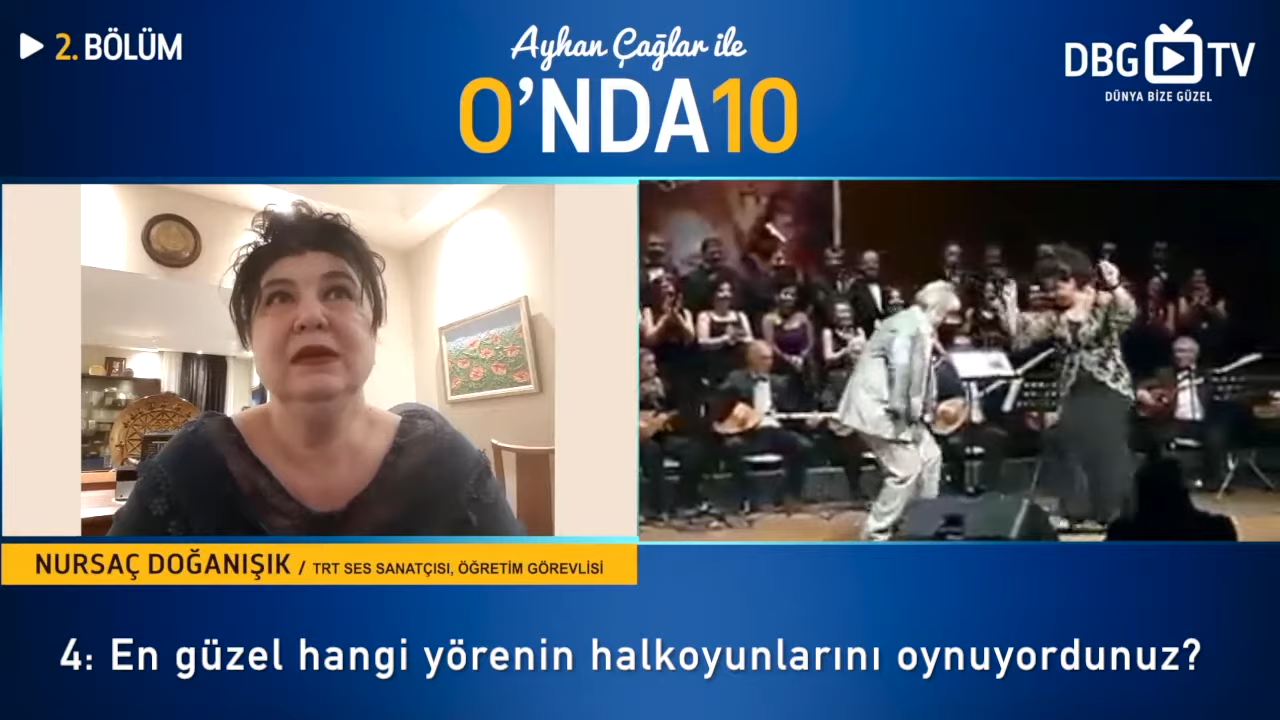 2. BÖLÜM
Ayhan Çağlar ile
O'NDA10
DBG TV
DÜNYA BİZE GÜZEL
NURSAÇ DOĞANIŞIK / TRT SES SANATÇISI, ÖĞRETİM GÖREVLİSİ
4: En güzel hangi yörenin halkoyunlarını oynuyordunuz?